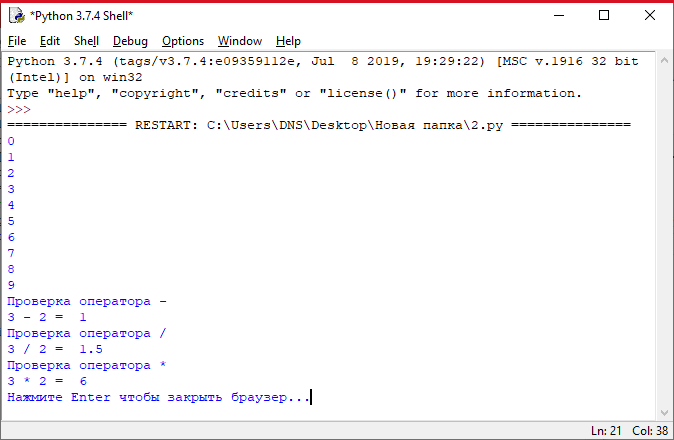 *Python 3.7.4 Shell*
File Edit Shell Debug Options Window Help
Python 3.7.4 (tags/v3.7.4:e09359112e, Jul  8 2019, 19:29:22) [MSC v.1916 32 bit
(Intel)] on win32
Type "help", "copyright", "credits" or "license()" for more information.
>>>
=============== RESTART: C:\Users\DNS\Desktop\Новая папка\2.py ===============
0
1
2
3
4
5
6
7
8
9
Проверка оператора -
3 - 2 =  1
Проверка оператора /
3 / 2 =  1.5
Проверка оператора *
3 * 2 =  6
Нажмите Enter чтобы закрыть браузер...
Ln: 21 Col: 38